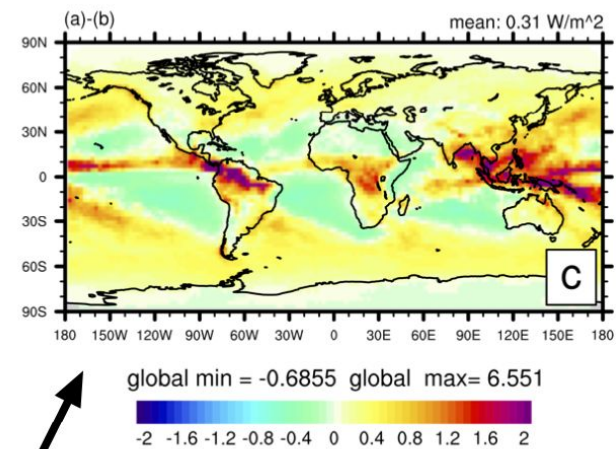 (a)-(b) mean: 0.31 W/m^2
90N
60N
30N
0
30S
60S
90S
C
180 150W 120W 90W 60W 30W 0 30E 60E 90E 120E 150E 180
global min = -0.6855 global max= 6.551
-2 -1.6 -1.2 -0.8 -0.4 0 0.4 0.8 1.2 1.6 2